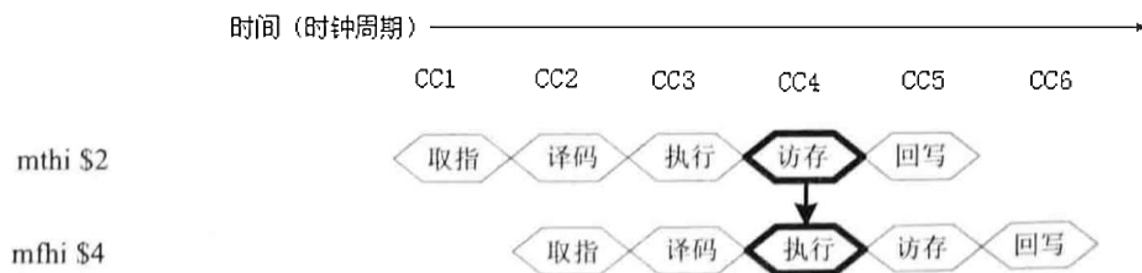 时间（时钟周期）
CC1 CC2 CC3 CC4 CC5 CC6
mthi $2 取指 译码 执行 访存 回写
mfhi $4 取指 译码 执行 访存 回写